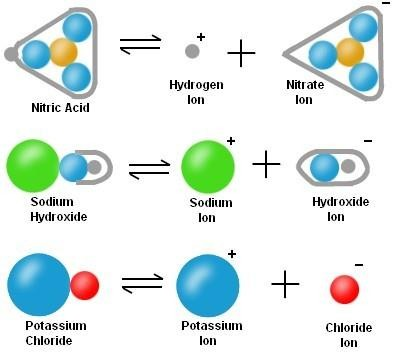 +
+
−
Nitric Acid
Hydrogen
Ion
Nitrate
Ion
+
+
−
Sodium
Hydroxide
Sodium
Ion
Hydroxide
Ion
+
+
−
Potassium
Chloride
Potassium
Ion
Chloride
Ion